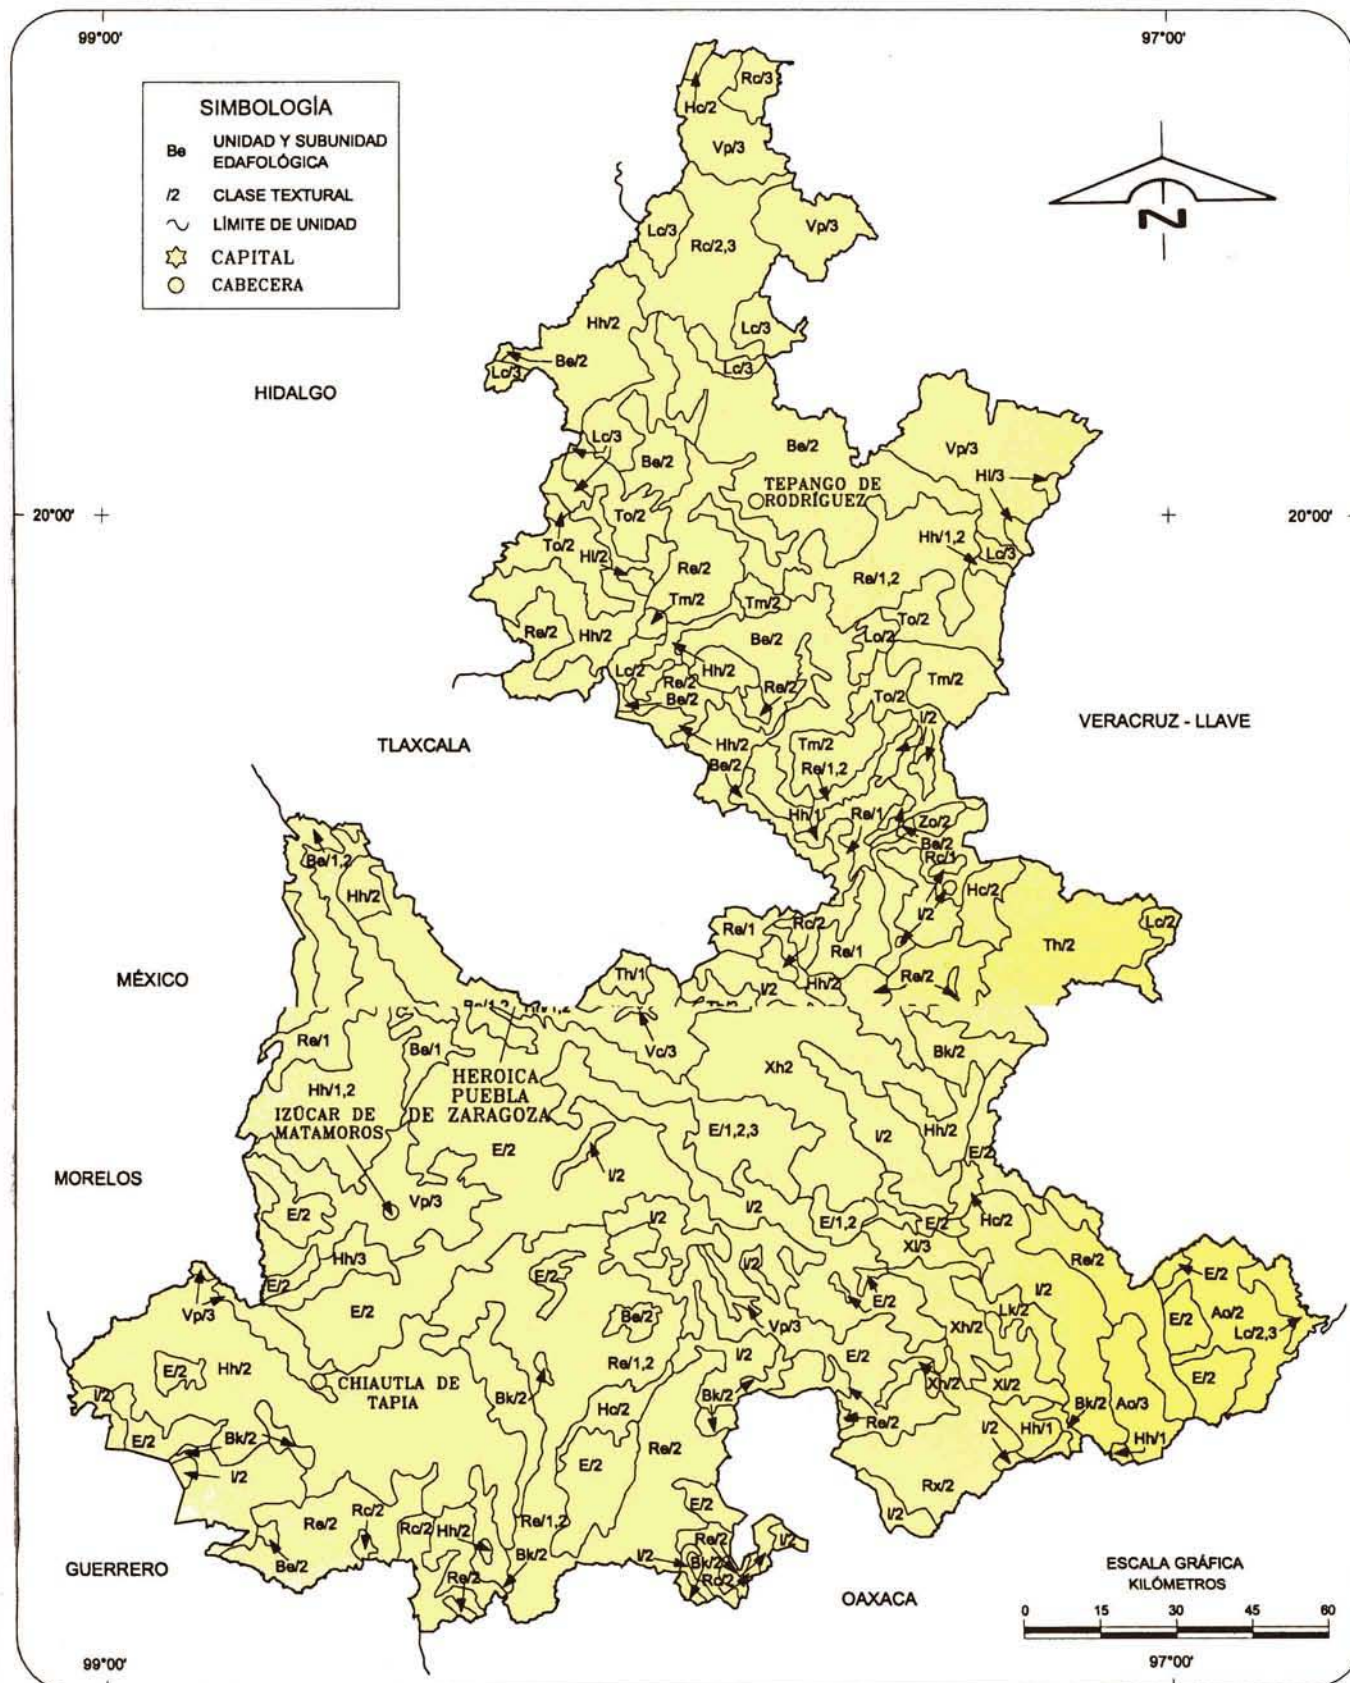 99°00'
97°00'
SIMBOLOGÍA
Be UNIDAD Y SUBUNIDAD
EDAFOLÓGICA
/2 CLASE TEXTURAL
LÍMITE DE UNIDAD
CAPITAL
CABECERA
Rc/3
Hc/2
Vp/3
N
Lc/3
Rc/2,3
Vp/3
Hh/2
Lc/3
Be/2
Lc/3
Lc/3
HIDALGO
Lc/3
Be/2
Be/2
Vp/3
Hl/3
TEPANGO DE
RODRÍGUEZ
20°00'
20°00'
To/2
To/2
Hl/2
Hh/1,2
Lc/3
Re/2
Re/1,2
Tm/2
Tm/2
To/2
Re/2
Hh/2
Be/2
Lo/2
Lc/2
Hh/2
Re/2
Re/2
Tm/2
Be/2
To/2
I/2
VERACRUZ - LLAVE
TLAXCALA
Hh/2
Tm/2
Be/2
Re/1,2
Hh/1
Re/1
Zo/2
Be/2
Rc/1
Be/1,2
Hh/2
Hc/2
I/2
Lc/2
Re/1
Rc/2
Re/1
Th/2
MÉXICO
Th/1
I/2
Hh/2
Re/2
Re/1
Be/1
Vc/3
Bk/2
Xh2
HEROICA
PUEBLA
DE ZARAGOZA
Hh/1,2
IZÚCAR DE
MATAMOROS
E/1,2,3
I/2
Hh/2
E/2
E/2
I/2
MORELOS
Vp/3
E/2
I/2
I/2
E/1,2
E/2
Hc/2
Xl/3
Re/2
Hh/3
E/2
E/2
I/2
E/2
I/2
E/2
Vp/3
E/2
Lk/2
E/2
Ao/2
Be/2
Vp/3
Xh/2
Lc/2,3
E/2
Hh/2
Re/1,2
I/2
E/2
Xh/2
Xl/2
E/2
CHIAUTLA DE
TAPIA
Bk/2
Bk/2
Bk/2
Ao/3
I/2
Hc/2
Re/2
I/2
Hh/1
Hh/1
E/2
Bk/2
Re/2
E/2
I/2
Rx/2
E/2
I/2
Re/2
Rc/2
Rc/2
Hh/2
Re/1,2
Re/2
I/2
I/2
Bk/2
Bk/2
Rc/2
Be/2
Re/2
GUERRERO
OAXACA
ESCALA GRÁFICA
KILÓMETROS
0 15 30 45 60
99°00'
97°00'